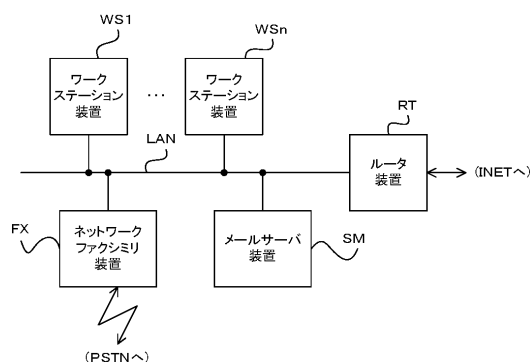 WS1
WSn
ワーク
ステーション
装置
...
ワーク
ステーション
装置
RT
LAN
ルータ
装置
(INETへ)
FX
ネットワーク
ファクシミリ
装置
メールサーバ
装置
SM
(PSTNへ)